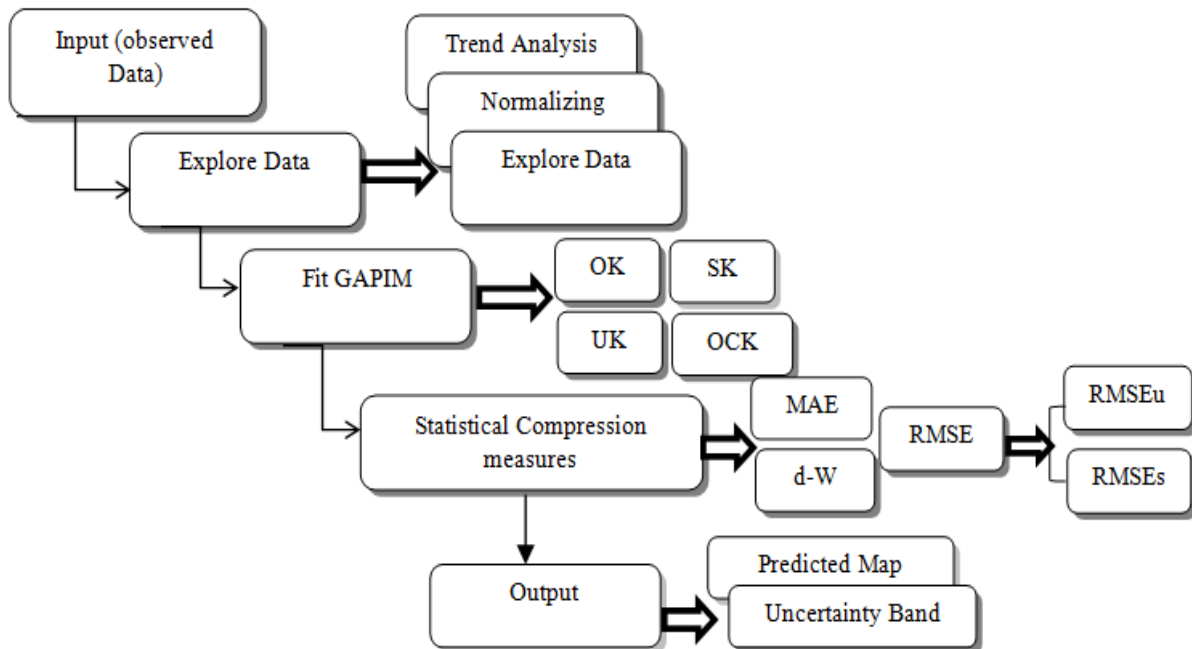 Input (observed
Data)
Trend Analysis
Normalizing
Explore Data
Explore Data
Fit GAPIM
OK
SK
UK
OCK
Statistical Compression
measures
MAE
d-W
RMSE
RMSEu
RMSEs
Output
Predicted Map
Uncertainty Band